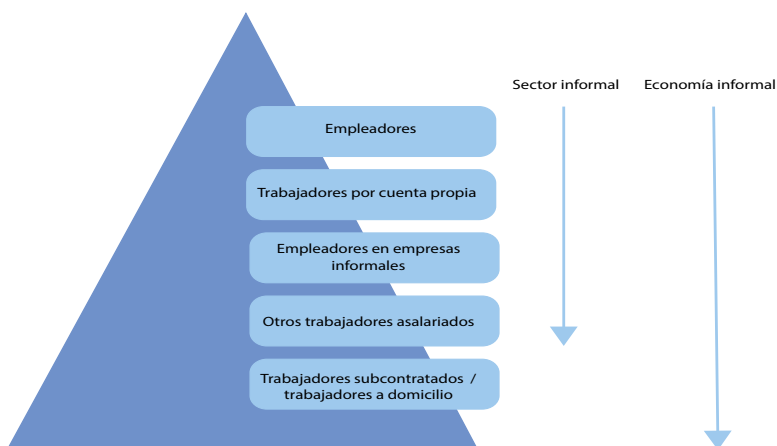 Sector informal
Economía informal
Empleadores
Trabajadores por cuenta propia
Empleadores en empresas
informales
Otros trabajadores asalariados
Trabajadores subcontratados /
trabajadores a domicilio